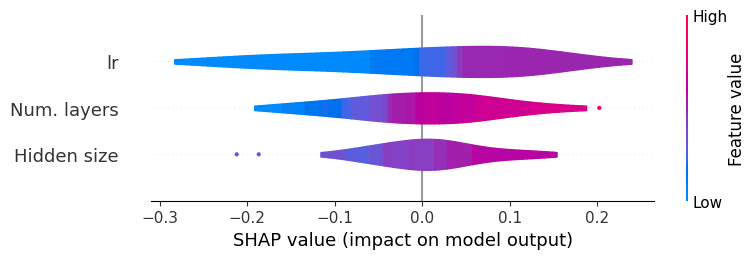 High
lr
Num. layers
Hidden size
Feature value
Low
−0.3 −0.2 −0.1 0.0 0.1 0.2
SHAP value (impact on model output)